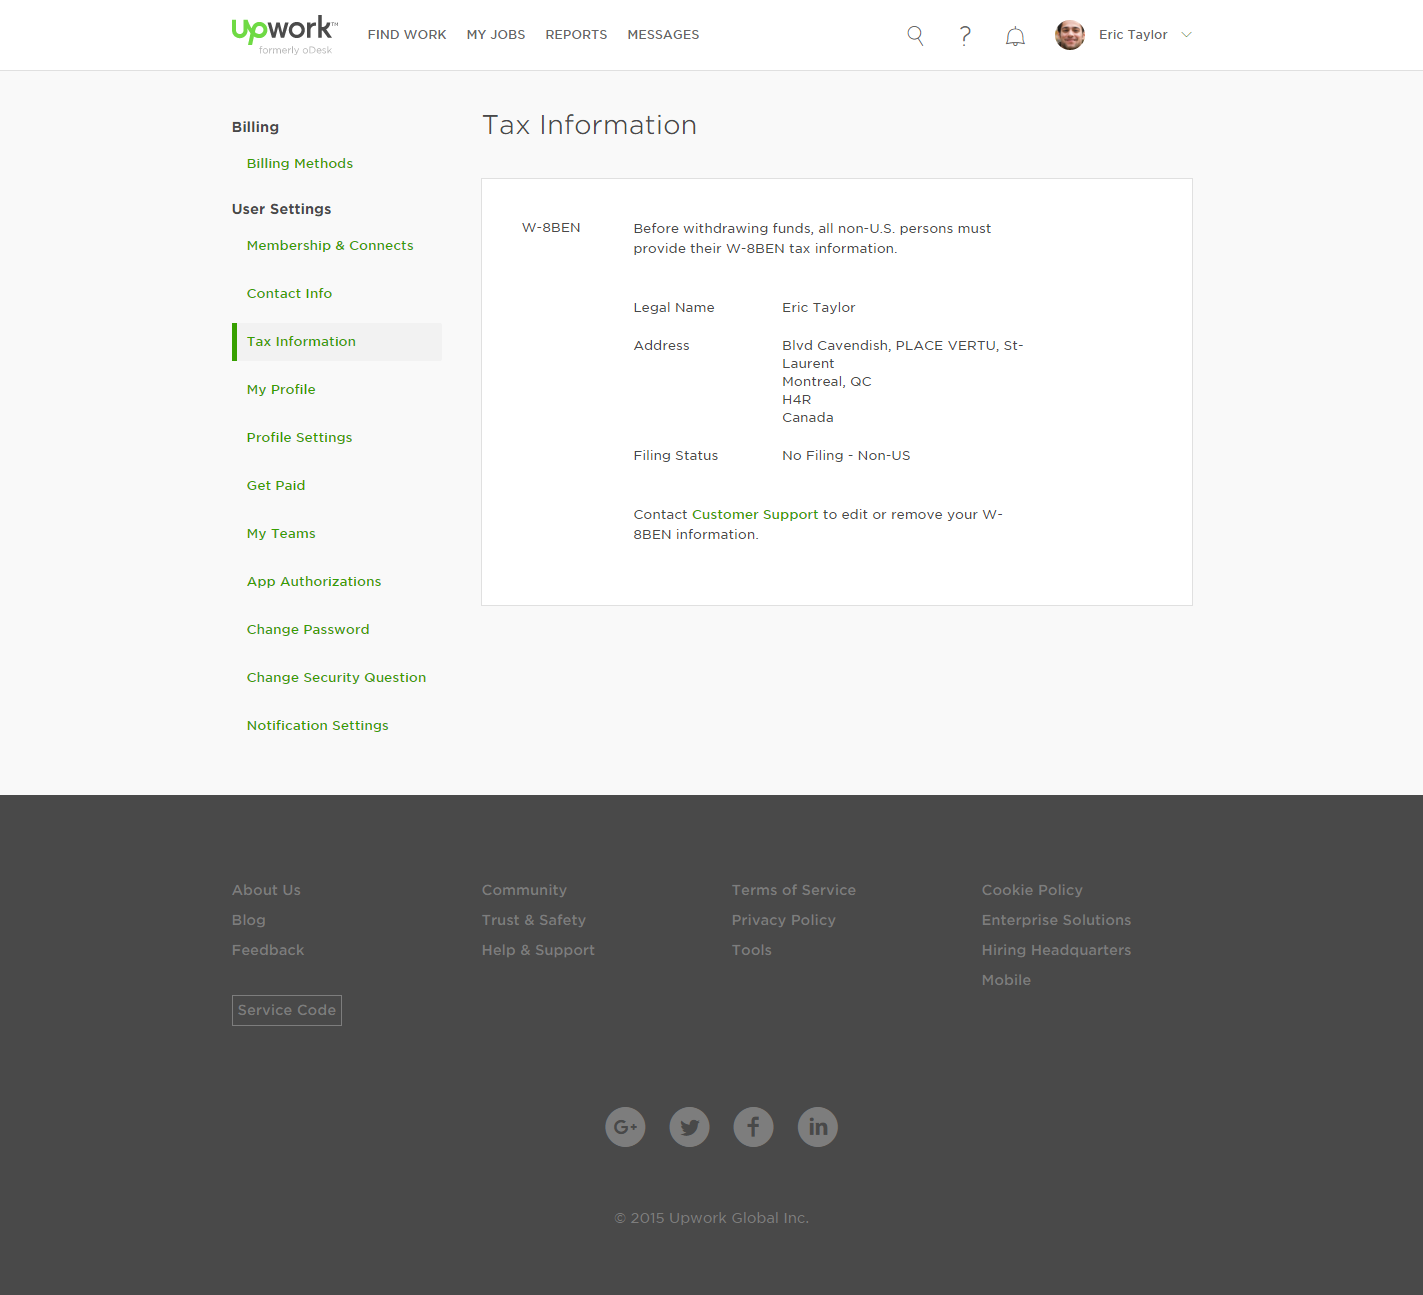 upwork™
formerly oDesk
FIND WORK MY JOBS REPORTS MESSAGES
? Eric Taylor
Billing
Billing Methods
User Settings
Membership & Connects
Contact Info
Tax Information
My Profile
Profile Settings
Get Paid
My Teams
App Authorizations
Change Password
Change Security Question
Notification Settings
Tax Information
W-8BEN
Before withdrawing funds, all non-U.S. persons must
provide their W-8BEN tax information.
Legal Name Eric Taylor
Address Blvd Cavendish, PLACE VERTU, St-
Laurent
Montreal, QC
H4R
Canada
Filing Status No Filing - Non-US
Contact Customer Support to edit or remove your W-
8BEN information.
About Us
Blog
Feedback
Service Code
Community
Trust & Safety
Help & Support
Terms of Service
Privacy Policy
Tools
Cookie Policy
Enterprise Solutions
Hiring Headquarters
Mobile
G+ f in
© 2015 Upwork Global Inc.